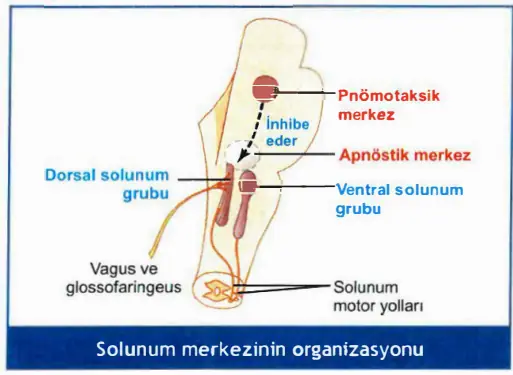 Pnömotaksik
merkez
İnhibe
eder
Apnöstik merkez
Dorsal solunum
grubu
Ventral solunum
grubu
Vagus ve
glossofaringeus
Solunum
motor yolları
Solunum merkezinin organizasyonu